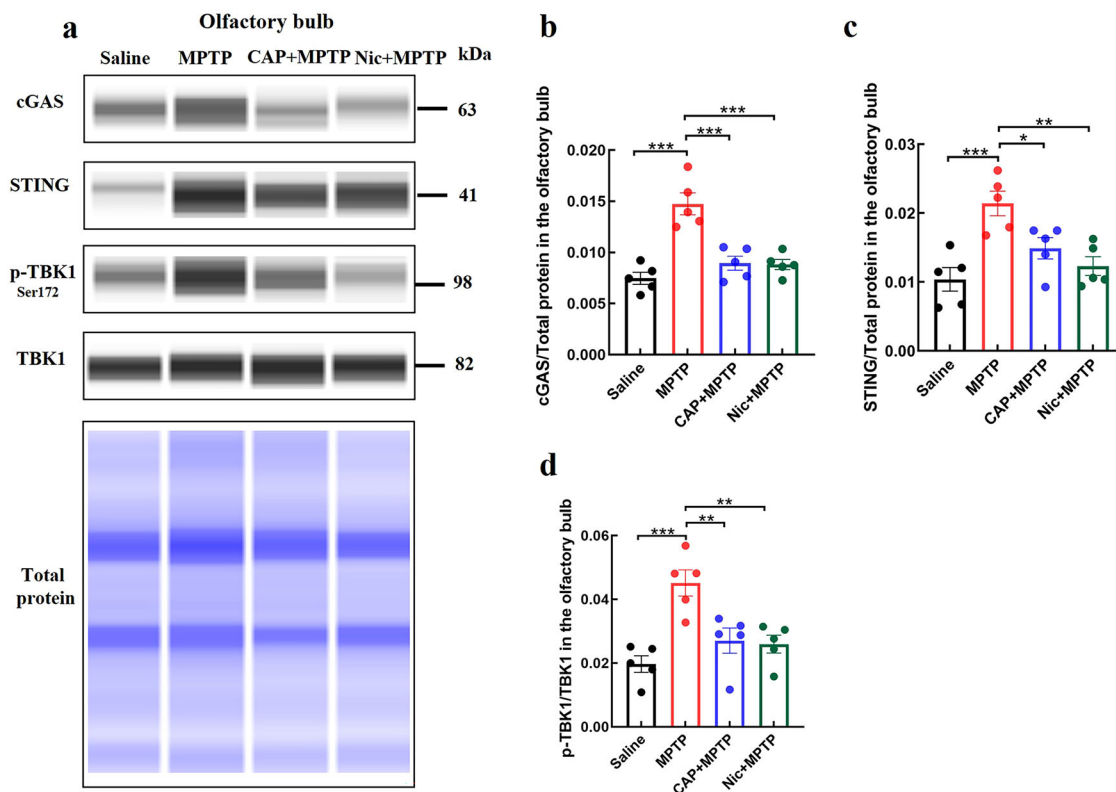 a
Olfactory bulb
Saline MPTP CAP+MPTP Nic+MPTP kDa
cGAS 63
STING 41
p-TBK1 98
Ser172
TBK1 82
Total
protein
b
cGAS/Total protein in the olfactory bulb
0.020
0.015
0.010
0.005
0.000
***
***
***
Saline
MPTP
CAP+MPTP
Nic+MPTP
c
STING/Total protein in the olfactory bulb
0.03
0.02
0.01
0.00
**
*
***
Saline
MPTP
CAP+MPTP
Nic+MPTP
d
p-TBK1/TBK1 in the olfactory bulb
0.06
0.04
0.02
0.00
**
**
***
Saline
MPTP
CAP+MPTP
Nic+MPTP